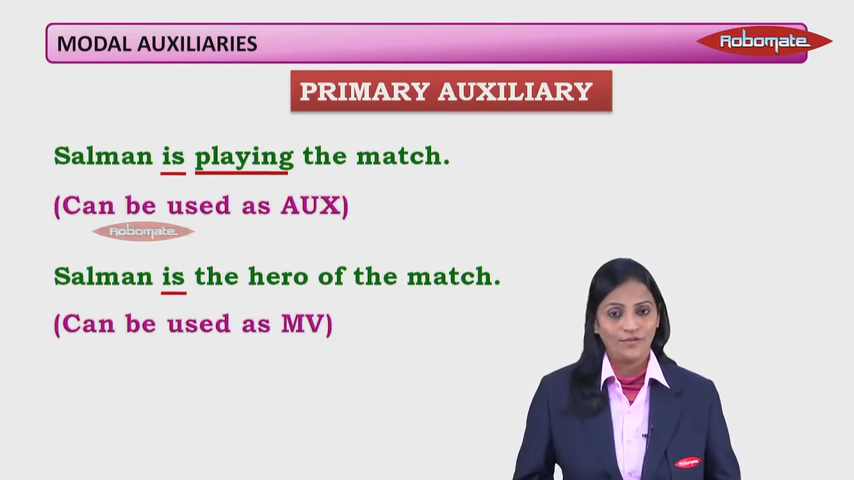 MODAL AUXILIARIES
Robomate
PRIMARY AUXILIARY
Salman is playing the match.
(Can be used as AUX)
Robomate
Salman is the hero of the match.
(Can be used as MV)
Robomate